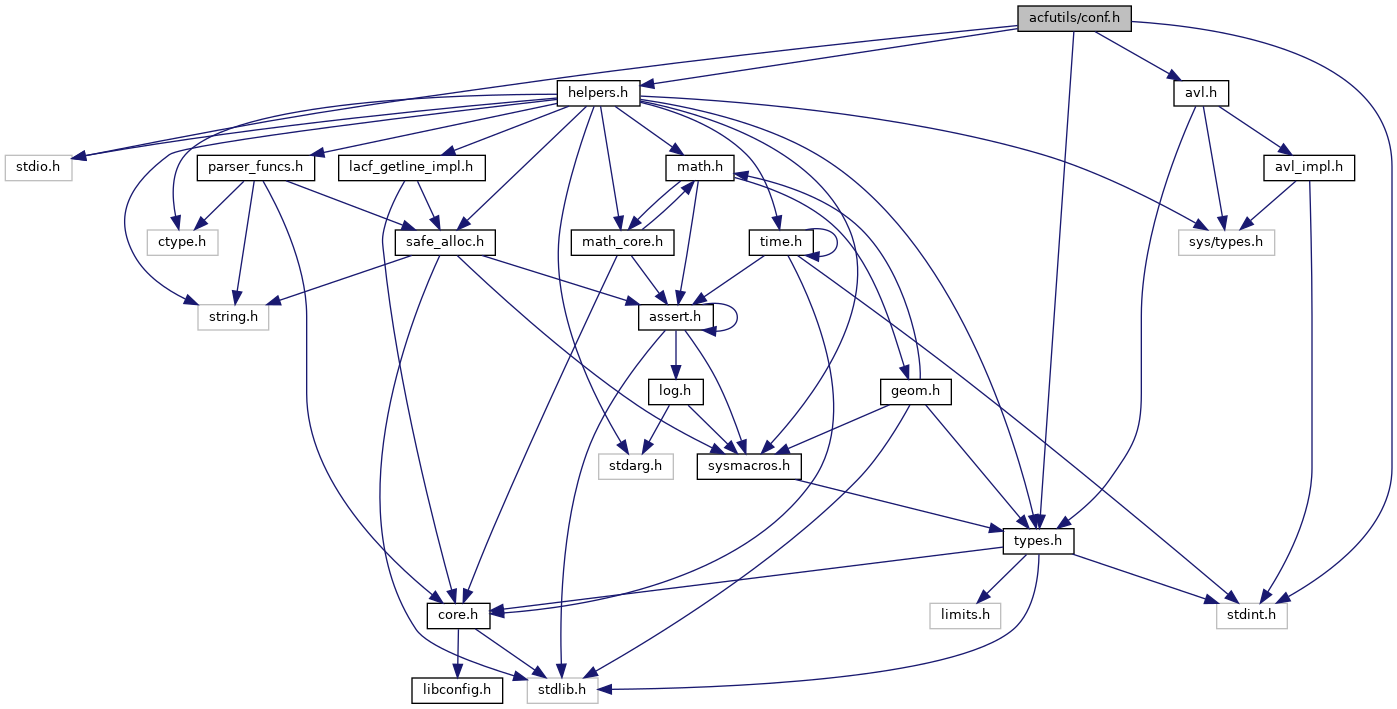 acfutils/conf.h
helpers.h
avl.h
stdio.h
parser_funcs.h
lacf_getline_impl.h
math.h
avl_impl.h
ctype.h
safe_alloc.h
math_core.h
time.h
sys/types.h
string.h
assert.h
log.h
geom.h
stdarg.h
sysmacros.h
types.h
core.h
limits.h
stdint.h
libconfig.h
stdlib.h